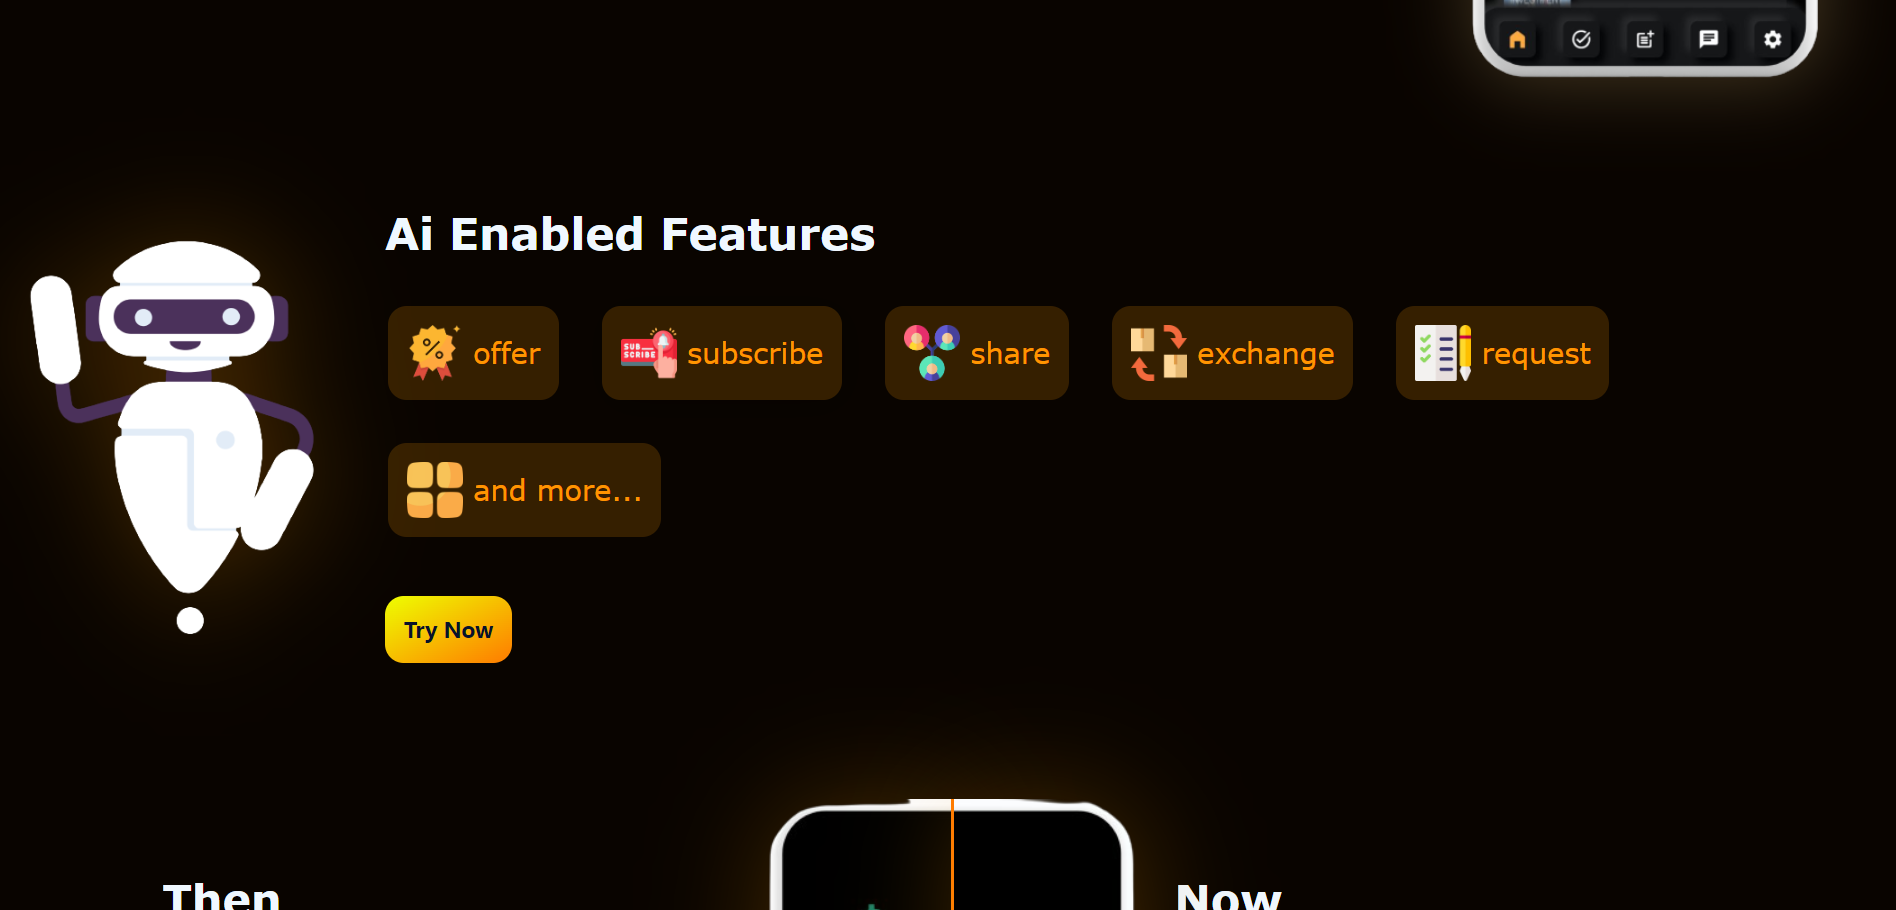 Ai Enabled Features
offer
SUB
SCRIBE
subscribe
share
exchange
request
and more...
Try Now
Then
Now